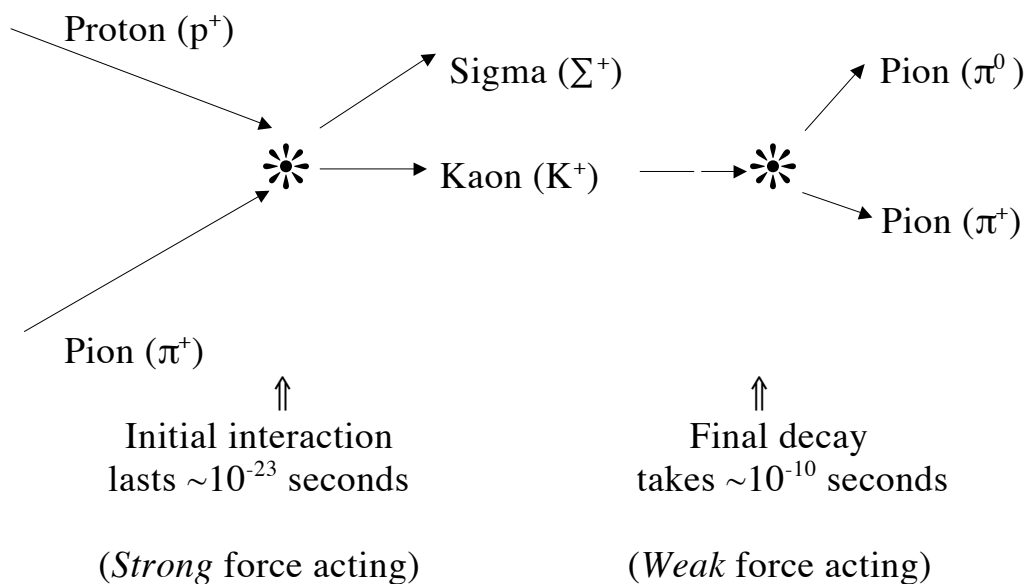 Proton (p⁺)
Sigma (Σ⁺)
Pion (π⁰ )
Kaon (K⁺)
Pion (π⁺)
Pion (π⁺)
⇑
⇑
Initial interaction
lasts ~10⁻²³ seconds
Final decay
takes ~10⁻¹⁰ seconds
(Strong force acting)
(Weak force acting)